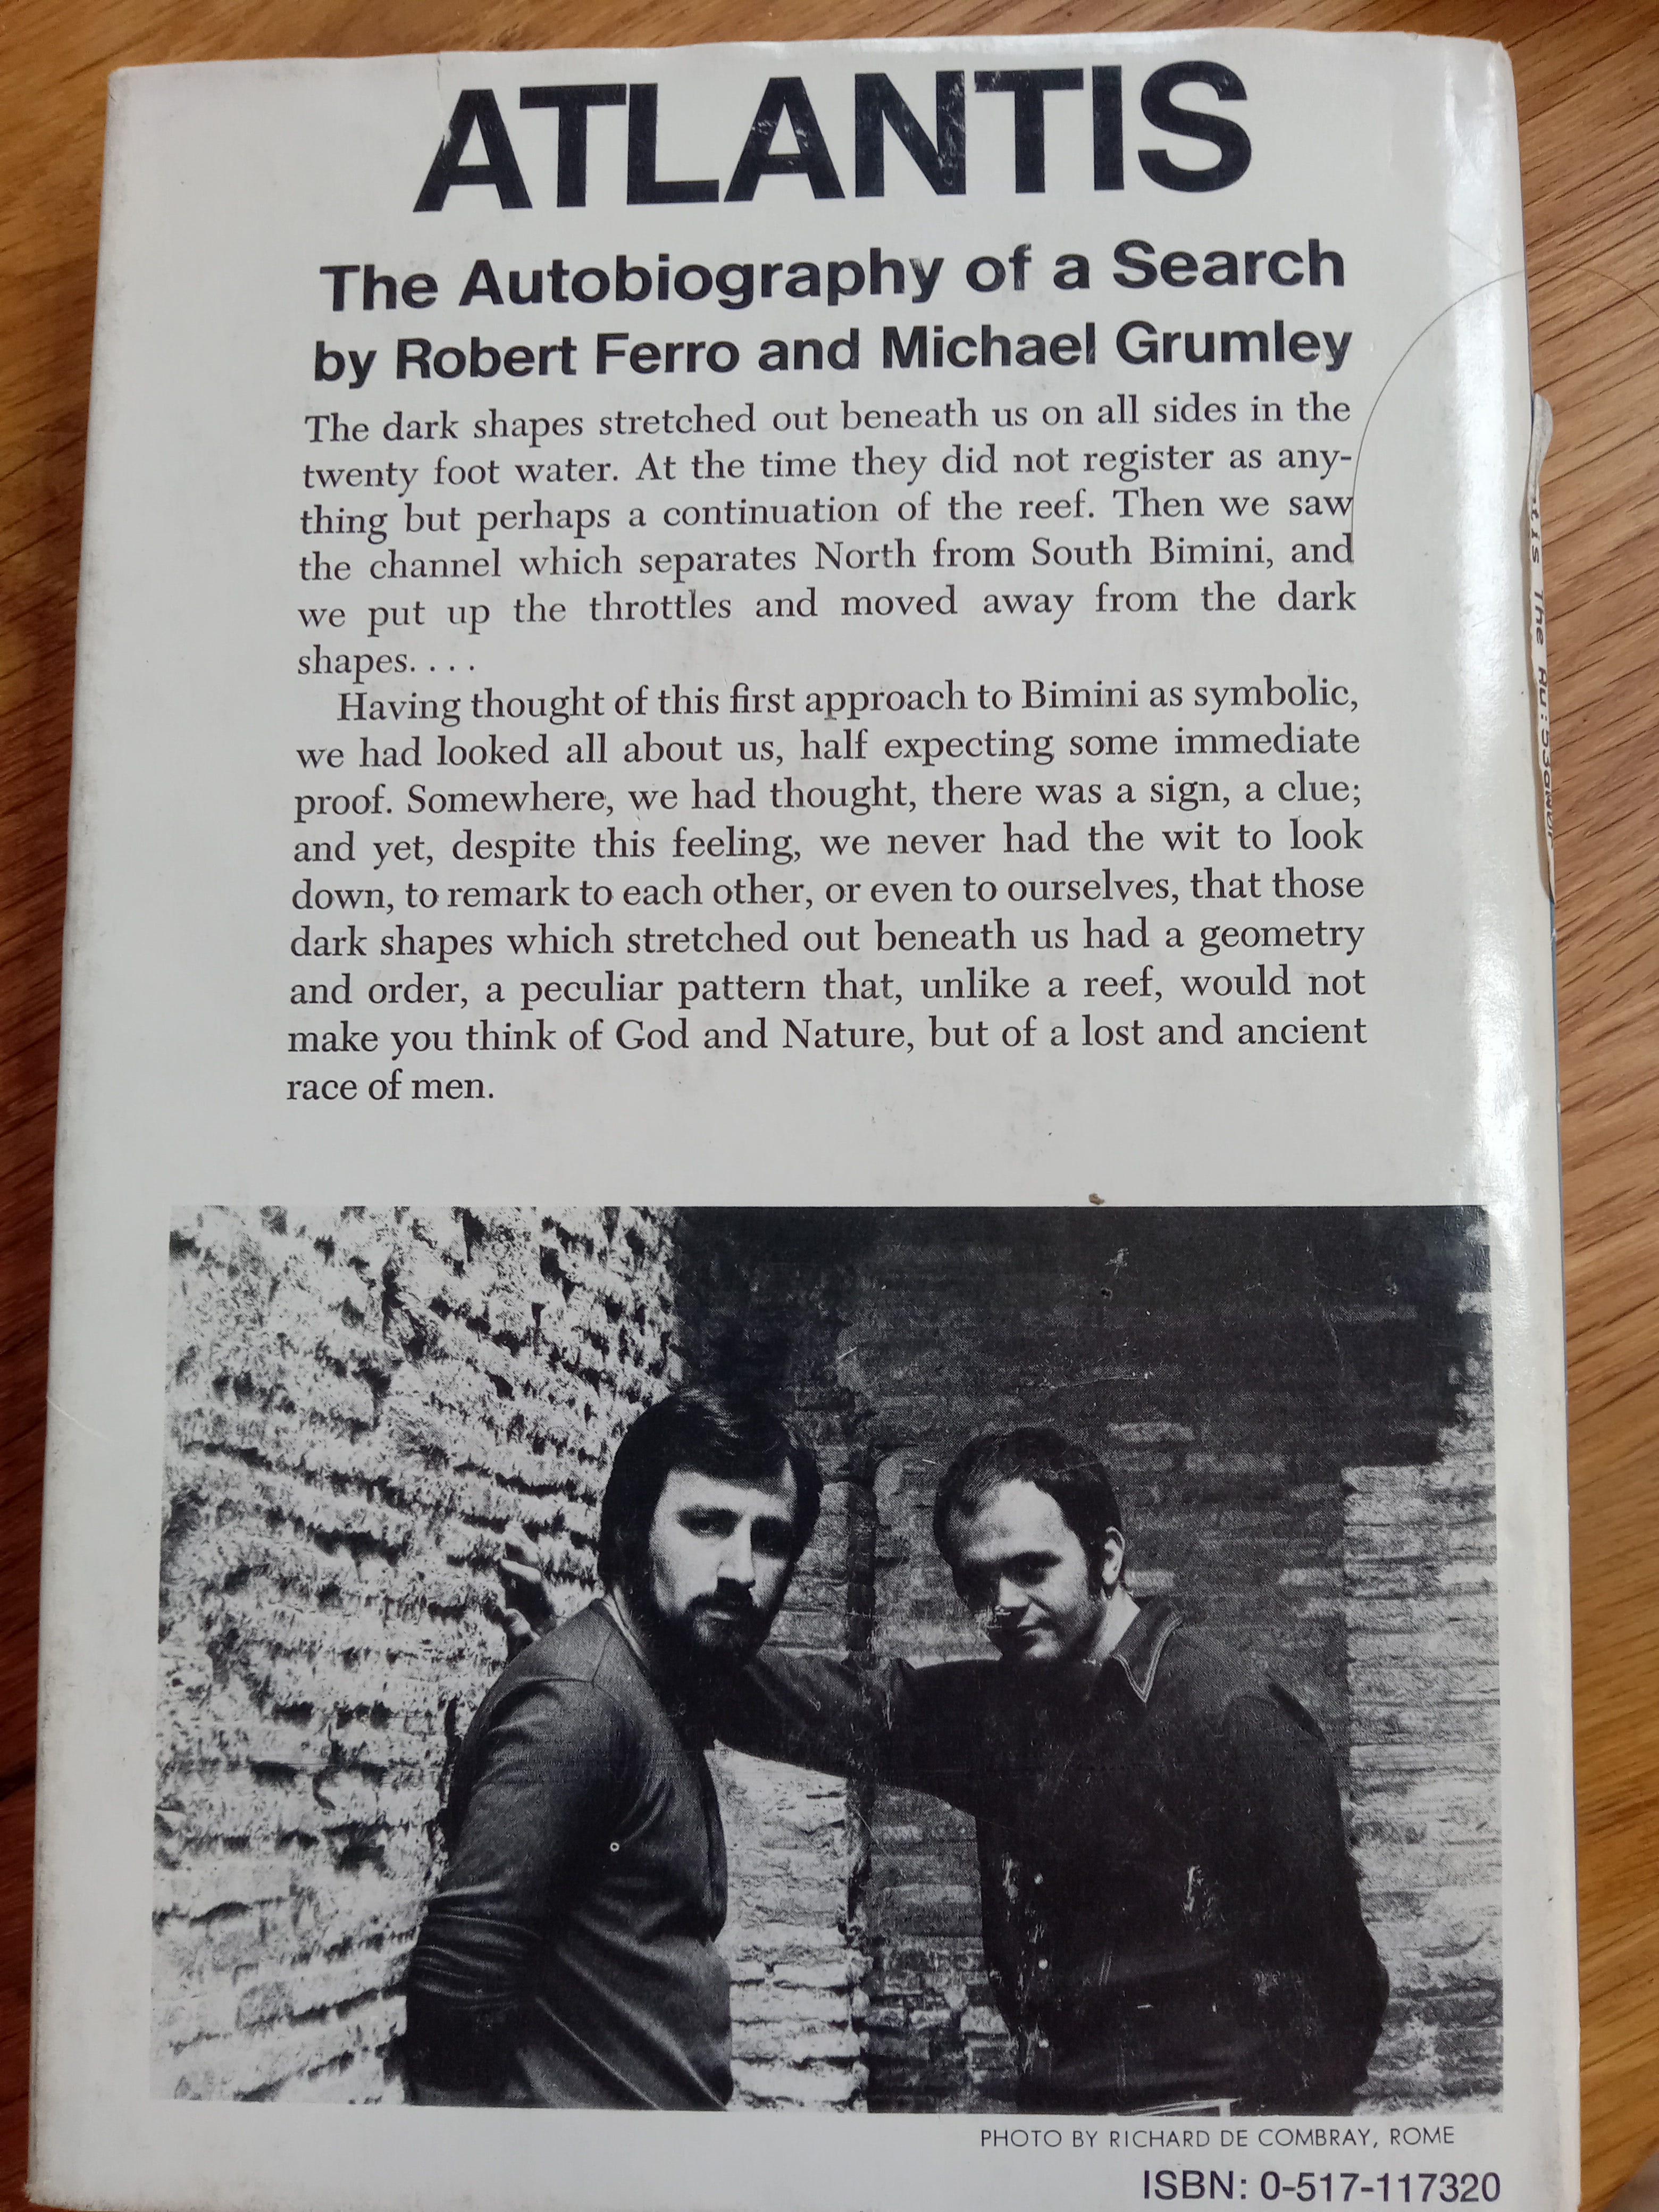 ATLANTIS
The Autobiography of a Search
by Robert Ferro and Michael Grumley
The dark shapes stretched out beneath us on all sides in the
twenty foot water. At the time they did not register as any-
thing but perhaps a continuation of the reef. Then we saw
the channel which separates North from South Bimini, and
we put up the throttles and moved away from the dark
shapes. . . .
Having thought of this first approach to Bimini as symbolic,
we had looked all about us, half expecting some immediate
proof. Somewhere, we had thought, there was a sign, a clue;
and yet, despite this feeling, we never had the wit to look
down, to remark to each other, or even to ourselves, that those
dark shapes which stretched out beneath us had a geometry
and order, a peculiar pattern that, unlike a reef, would not
make you think of God and Nature, but of a lost and ancient
race of men.
PHOTO BY RICHARD DE COMBRAY, ROME
ISBN: 0-517-117320